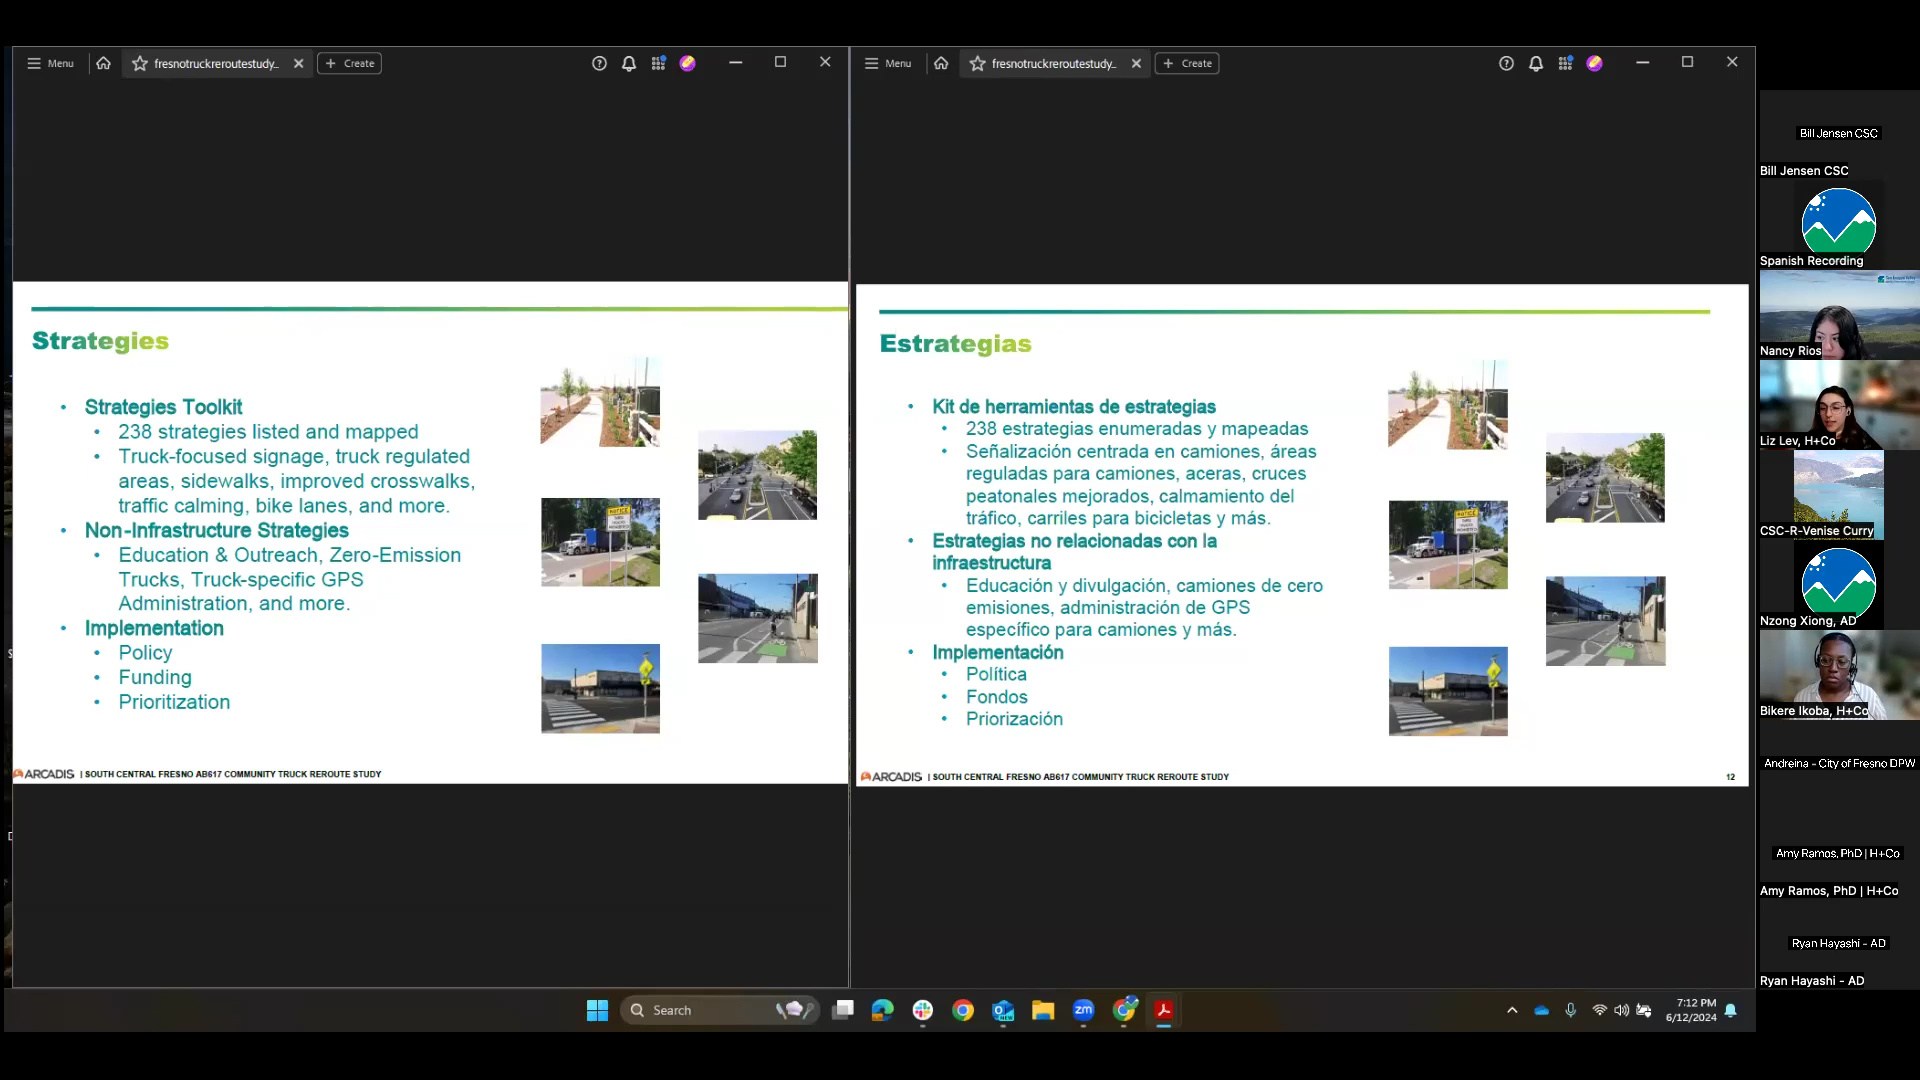 Menu
fresnotruckreroutestudy...
Create
Menu
fresnotruckreroutestudy...
Create
Strategies
• Strategies Toolkit
• 238 strategies listed and mapped
• Truck-focused signage, truck regulated
areas, sidewalks, improved crosswalks,
traffic calming, bike lanes, and more.
• Non-Infrastructure Strategies
• Education & Outreach, Zero-Emission
Trucks, Truck-specific GPS
Administration, and more.
• Implementation
• Policy
• Funding
• Prioritization
ARCADIS | SOUTH CENTRAL FRESNO AB617 COMMUNITY TRUCK REROUTE STUDY
Estrategias
• Kit de herramientas de estrategias
• 238 estrategias enumeradas y mapeadas
• Señalización centrada en camiones, áreas
reguladas para camiones, aceras, cruces
peatonales mejorados, calmamiento del
tráfico, carriles para bicicletas y más.
• Estrategias no relacionadas con la
infraestructura
• Educación y divulgación, camiones de cero
emisiones, administración de GPS
específico para camiones y más.
• Implementación
• Política
• Fondos
• Priorización
ARCADIS | SOUTH CENTRAL FRESNO AB617 COMMUNITY TRUCK REROUTE STUDY
12
NOTICE
NOTICE
Bill Jensen CSC
Bill Jensen CSC
Spanish Recording
Nancy Rios
Liz Lev, H+Co
CSC-R-Venise Curry
Nzong Xiong, AD
Bikere Ikoba, H+Co
Andreina - City of Fresno DPW
Amy Ramos, PhD | H+Co
Amy Ramos, PhD | H+Co
Ryan Hayashi - AD
Ryan Hayashi - AD
Search
zm
7:12 PM
6/12/2024